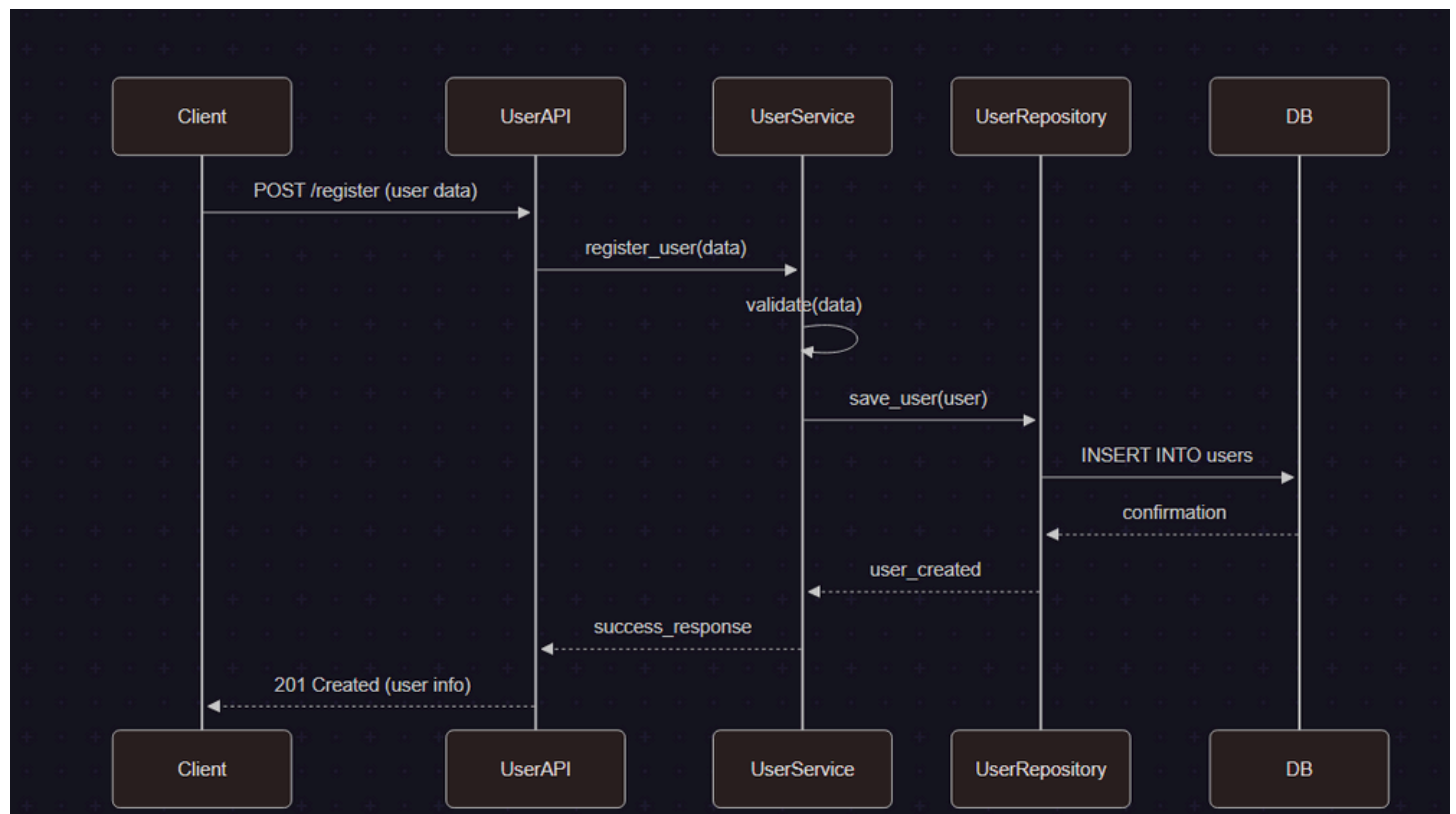 Client
UserAPI
UserService
UserRepository
DB
POST /register (user data)
register_user(data)
validate(data)
save_user(user)
INSERT INTO users
confirmation
user_created
success_response
201 Created (user info)
Client
UserAPI
UserService
UserRepository
DB